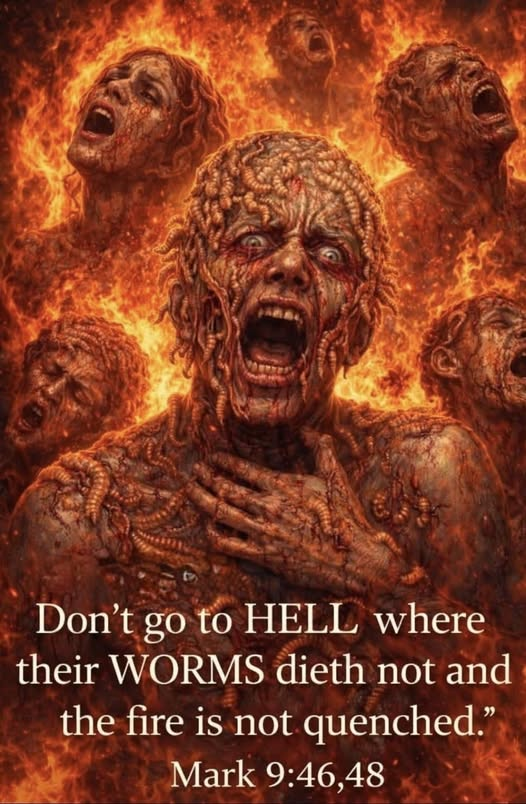 Don't go to HELL where
their WORMS dieth not and
the fire is not quenched.”
Mark 9:46,48